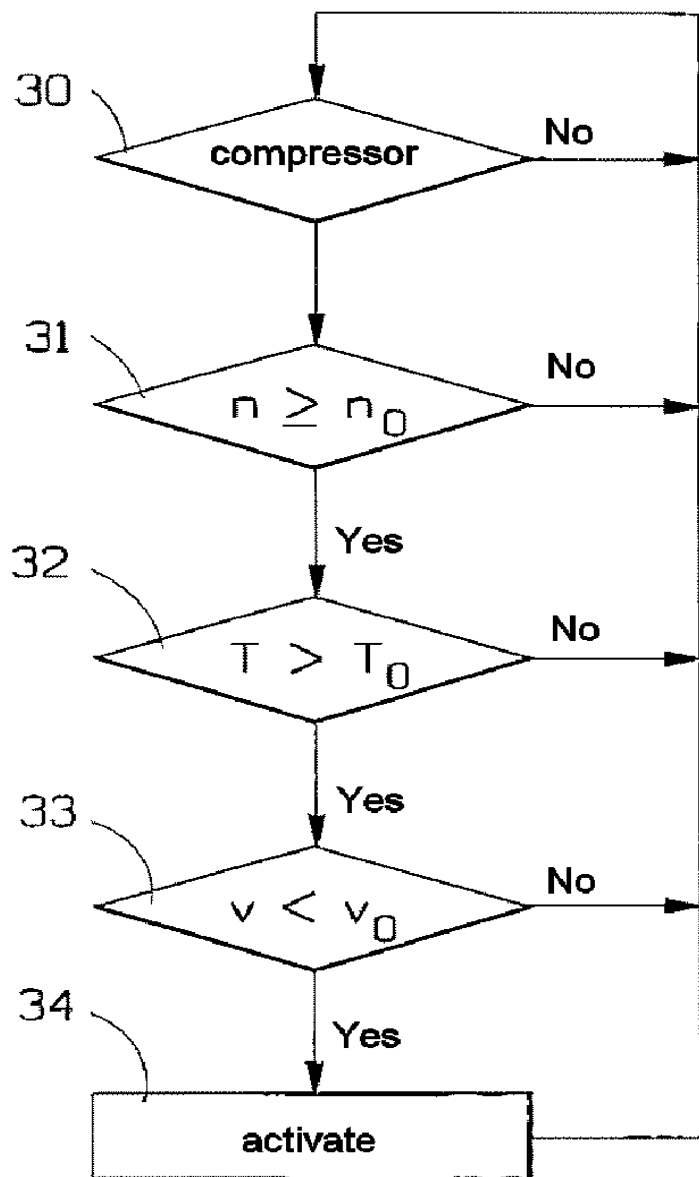 30
compressor
No
31
n ≥ n₀
No
Yes
32
T > T₀
No
Yes
33
v < v₀
No
Yes
34
activate